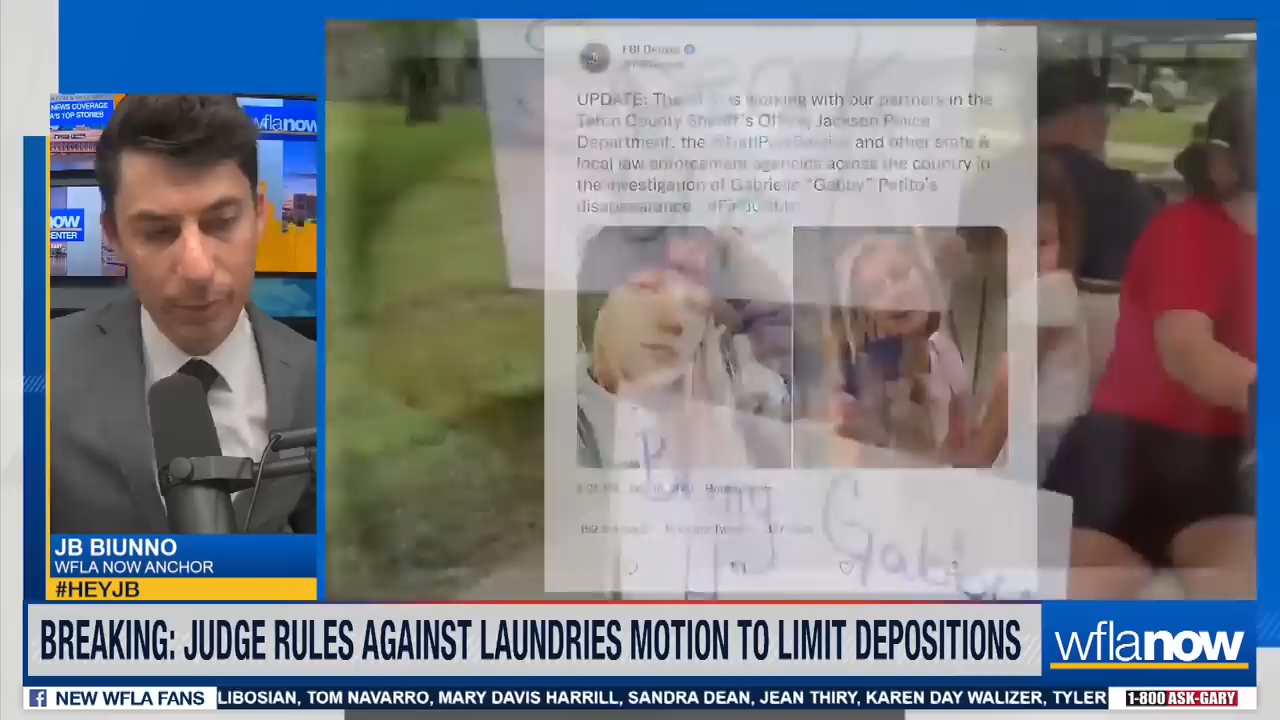 NEWS COVERAGE
A'S TOP STORIES
wflanow
NOW
ENTER
FBI Denver
UPDATE: The is working with our partners in the
Teton County Sheriff's Office, Jackson Police
Department, the and other state &
local law enforcement agencies across the country in
the investigation of Gabrielle "Gabby" Petito's
disappearance.
JB BIUNNO
WFLA NOW ANCHOR
#HEYJB
BREAKING: JUDGE RULES AGAINST LAUNDRIES MOTION TO LIMIT DEPOSITIONS
wflanow
NEW WFLA FANS
LIBOSIAN, TOM NAVARRO, MARY DAVIS HARRILL, SANDRA DEAN, JEAN THIRY, KAREN DAY WALIZER, TYLER
1-800 ASK-GARY